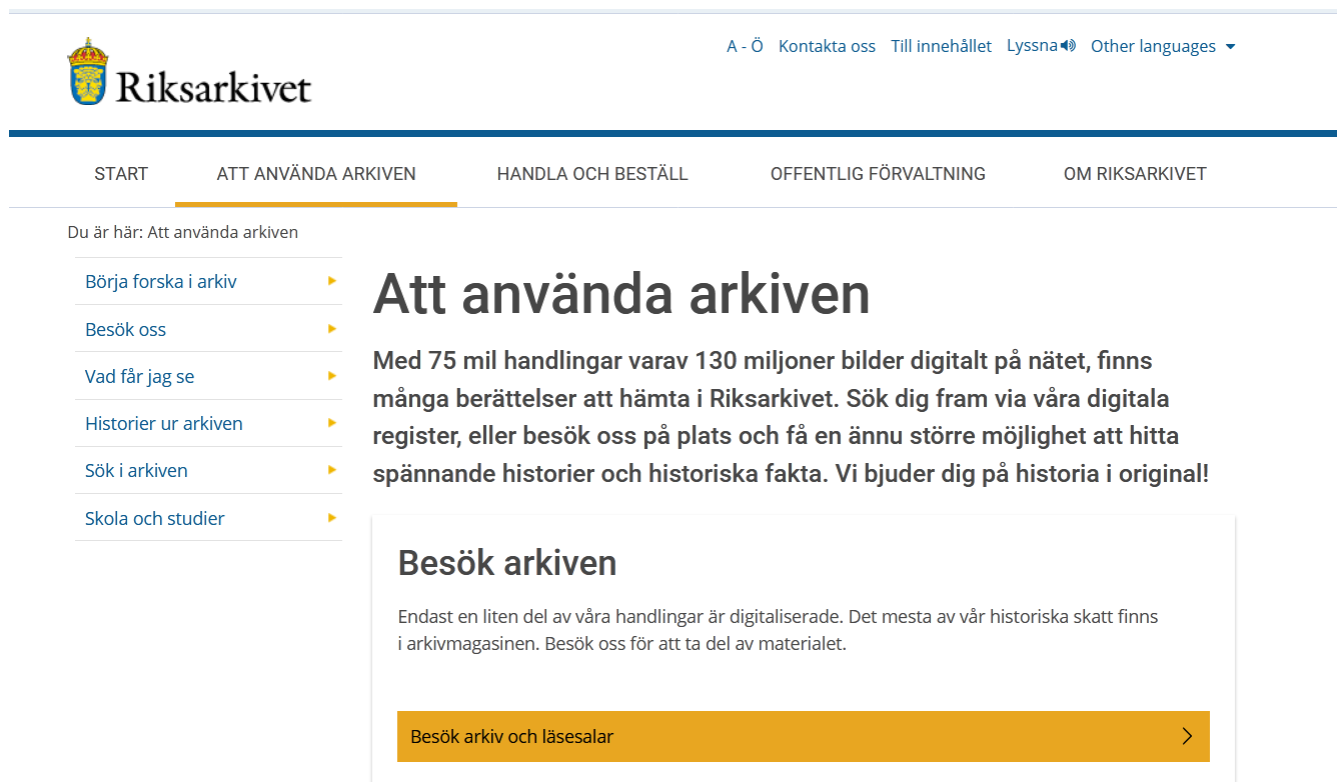 A - Ö Kontakta oss Till innehållet Lyssna Other languages
Riksarkivet
START ATT ANVÄNDA ARKIVEN HANDLA OCH BESTÄLL OFFENTLIG FÖRVALTNING OM RIKSARKIVET
Du är här: Att använda arkiven
Börja forska i arkiv
Besök oss
Vad får jag se
Historier ur arkiven
Sök i arkiven
Skola och studier
Att använda arkiven
Med 75 mil handlingar varav 130 miljoner bilder digitalt på nätet, finns
många berättelser att hämta i Riksarkivet. Sök dig fram via våra digitala
register, eller besök oss på plats och få en ännu större möjlighet att hitta
spännande historier och historiska fakta. Vi bjuder dig på historia i original!
Besök arkiven
Endast en liten del av våra handlingar är digitaliserade. Det mesta av vår historiska skatt finns
i arkivmagasinen. Besök oss för att ta del av materialet.
Besök arkiv och läsesalar